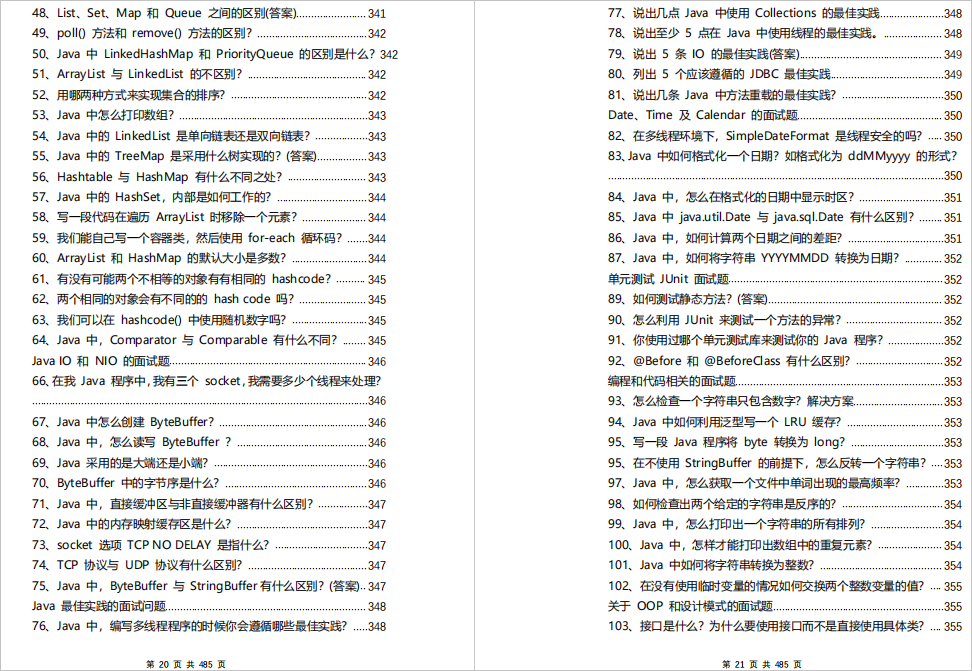 48、List、Set、Map 和 Queue 之间的区别(答案)..........................341
49、poll() 方法和 remove() 方法的区别？..........................342
50、Java 中 LinkedHashMap 和 PriorityQueue 的区别是什么？342
51、ArrayList 与 LinkedList 的不区别？..........................342
52、用哪两种方式来实现集合的排序？..........................342
53、Java 中怎么打印数组？..........................343
54、Java 中的 LinkedList 是单向链表还是双向链表？..........................343
55、Java 中的 TreeMap 是采用什么树实现的？(答案)..........................343
56、Hashtable 与 HashMap 有什么不同之处？..........................343
57、Java 中的 HashSet，内部是如何工作的？..........................344
58、写一段代码在遍历 ArrayList 时移除一个元素？..........................344
59、我们能自己写一个容器类，然后使用 for-each 循环码？.......344
60、ArrayList 和 HashMap 的默认大小是多数？..........................344
61、有没有可能两个不相等的对象有有相同的 hashcode？.........345
62、两个相同的对象会有不同的的 hash code 吗？..........................345
63、我们可以在 hashcode() 中使用随机数字吗？..........................345
64、Java 中，Comparator 与 Comparable 有什么不同？.......345
Java IO 和 NIO 的面试题..........................346
66、在我 Java 程序中，我有三个 socket，我需要多少个线程来处理？
..........................346
67、Java 中怎么创建 ByteBuffer？..........................346
68、Java 中，怎么读写 ByteBuffer ？..........................346
69、Java 采用的是大端还是小端？..........................346
70、ByteBuffer 中的字节序是什么？..........................346
71、Java 中，直接缓冲区与非直接缓冲器有什么区别？..........................347
72、Java 中的内存映射缓存区是什么？..........................347
73、socket 选项 TCP NO DELAY 是指什么？..........................347
74、TCP 协议与 UDP 协议有什么区别？..........................347
75、Java 中，ByteBuffer 与 StringBuffer有什么区别？(答案)..347
Java 最佳实践的面试问题..........................348
76、Java 中，编写多线程程序的时候你会遵循哪些最佳实践？.....348
第 20 页 共 485 页
77、说出几点 Java 中使用 Collections 的最佳实践..........................348
78、说出至少 5 点在 Java 中使用线程的最佳实践。..........................348
79、说出 5 条 IO 的最佳实践(答案)..........................349
80、列出 5 个应该遵循的 JDBC 最佳实践..........................349
81、说出几条 Java 中方法重载的最佳实践？..........................350
Date、Time 及 Calendar 的面试题..........................350
82、在多线程环境下，SimpleDateFormat 是线程安全的吗？.....350
83、Java 中如何格式化一个日期？如格式化为 ddMMyyyy 的形式？
..........................350
84、Java 中，怎么在格式化的日期中显示时区？..........................351
85、Java 中 java.util.Date 与 java.sql.Date 有什么区别？.....351
86、Java 中，如何计算两个日期之间的差距？..........................351
87、Java 中，如何将字符串 YYYYMMDD 转换为日期？..........................352
单元测试 JUnit 面试题..........................352
89、如何测试静态方法？(答案)..........................352
90、怎么利用 JUnit 来测试一个方法的异常？..........................352
91、你使用过哪个单元测试库来测试你的 Java 程序？..........................352
92、@Before 和 @BeforeClass 有什么区别？..........................352
编程和代码相关的面试题..........................353
93、怎么检查一个字符串只包含数字？解决方案..........................353
94、Java 中如何利用泛型写一个 LRU 缓存？..........................353
95、写一段 Java 程序将 byte 转换为 long？..........................353
95、在不使用 StringBuffer 的前提下，怎么反转一个字符串？....353
97、Java 中，怎么获取一个文件中单词出现的最高频率？..........................353
98、如何检查出两个给定的字符串是反序的？..........................354
99、Java 中，怎么打印出一个字符串的所有排列？..........................354
100、Java 中，怎样才能打印出数组中的重复元素？..........................354
101、Java 中如何将字符串转换为整数？..........................354
102、在没有使用临时变量的情况如何交换两个整数变量的值？....355
关于 OOP 和设计模式的面试题..........................355
103、接口是什么？为什么要使用接口而不是直接使用具体类？....355
第 21 页 共 485 页